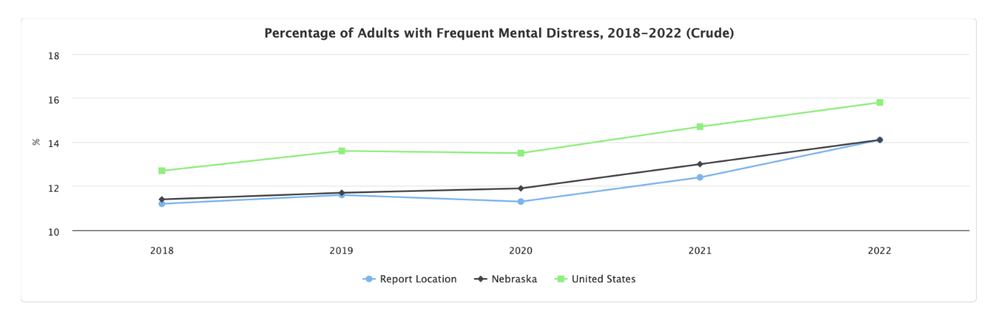 Percentage of Adults with Frequent Mental Distress, 2018–2022 (Crude)
18
16
%
14
12
10
2018 2019 2020 2021 2022
Report Location Nebraska United States